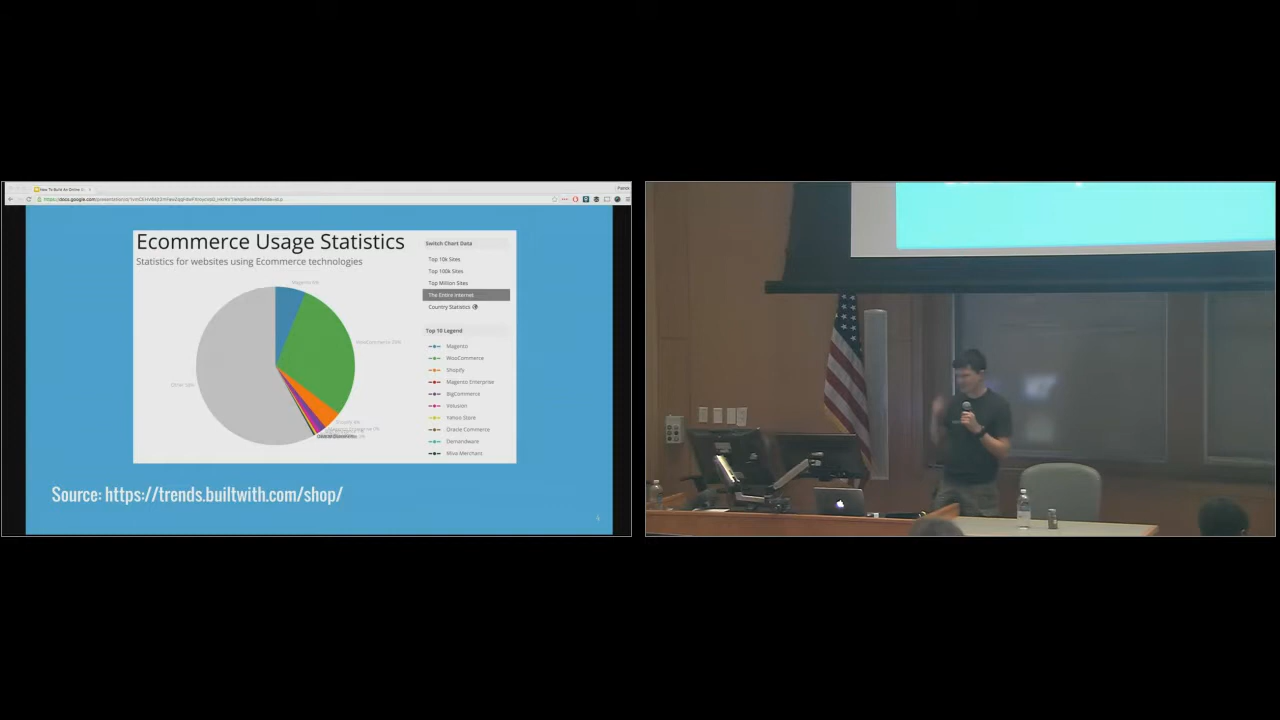 Ecommerce Usage Statistics
Statistics for websites using Ecommerce technologies
Switch Chart Data
Top 10k Sites
Top 100k Sites
Top Million Sites
The Entire Internet
Country Statistics
Top 10 Legend
Magento
WooCommerce
Shopify
Magento Enterprise
BigCommerce
Volusion
Yahoo Store
Oracle Commerce
Demandware
Miva Merchant
Source: https://trends.builtwith.com/shop/